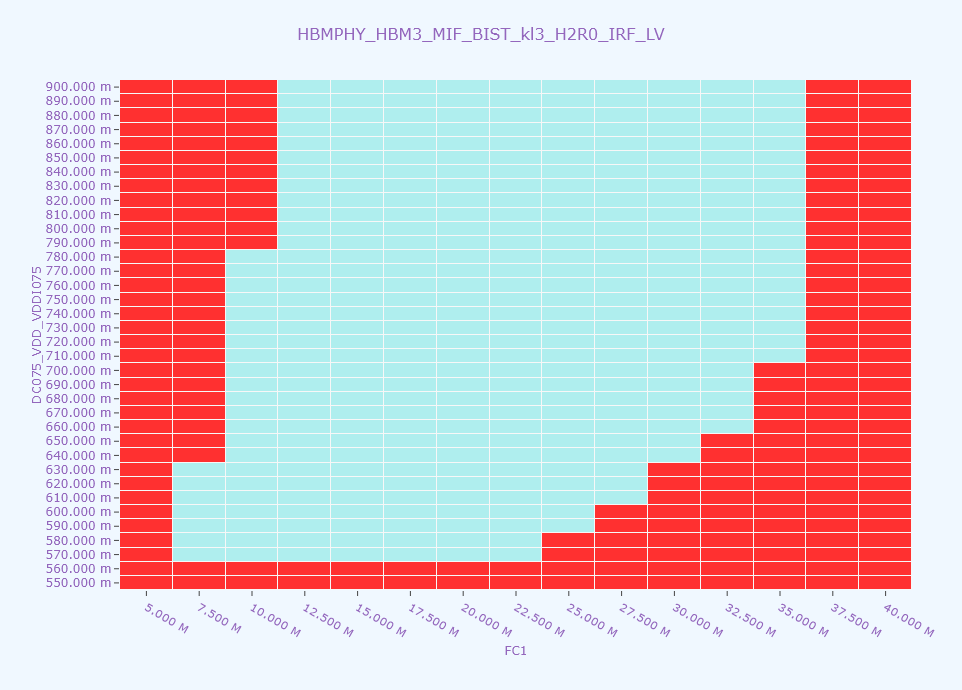 HBMPHY_HBM3_MIF_BIST_kl3_H2R0_IRF_LV
DC075_VDD_VDDI075
900.000 m
890.000 m
880.000 m
870.000 m
860.000 m
850.000 m
840.000 m
830.000 m
820.000 m
810.000 m
800.000 m
790.000 m
780.000 m
770.000 m
760.000 m
750.000 m
740.000 m
730.000 m
720.000 m
710.000 m
700.000 m
690.000 m
680.000 m
670.000 m
660.000 m
650.000 m
640.000 m
630.000 m
620.000 m
610.000 m
600.000 m
590.000 m
580.000 m
570.000 m
560.000 m
550.000 m
5.000 M
7.500 M
10.000 M
12.500 M
15.000 M
17.500 M
20.000 M
22.500 M
25.000 M
27.500 M
30.000 M
32.500 M
35.000 M
37.500 M
40.000 M
FC1